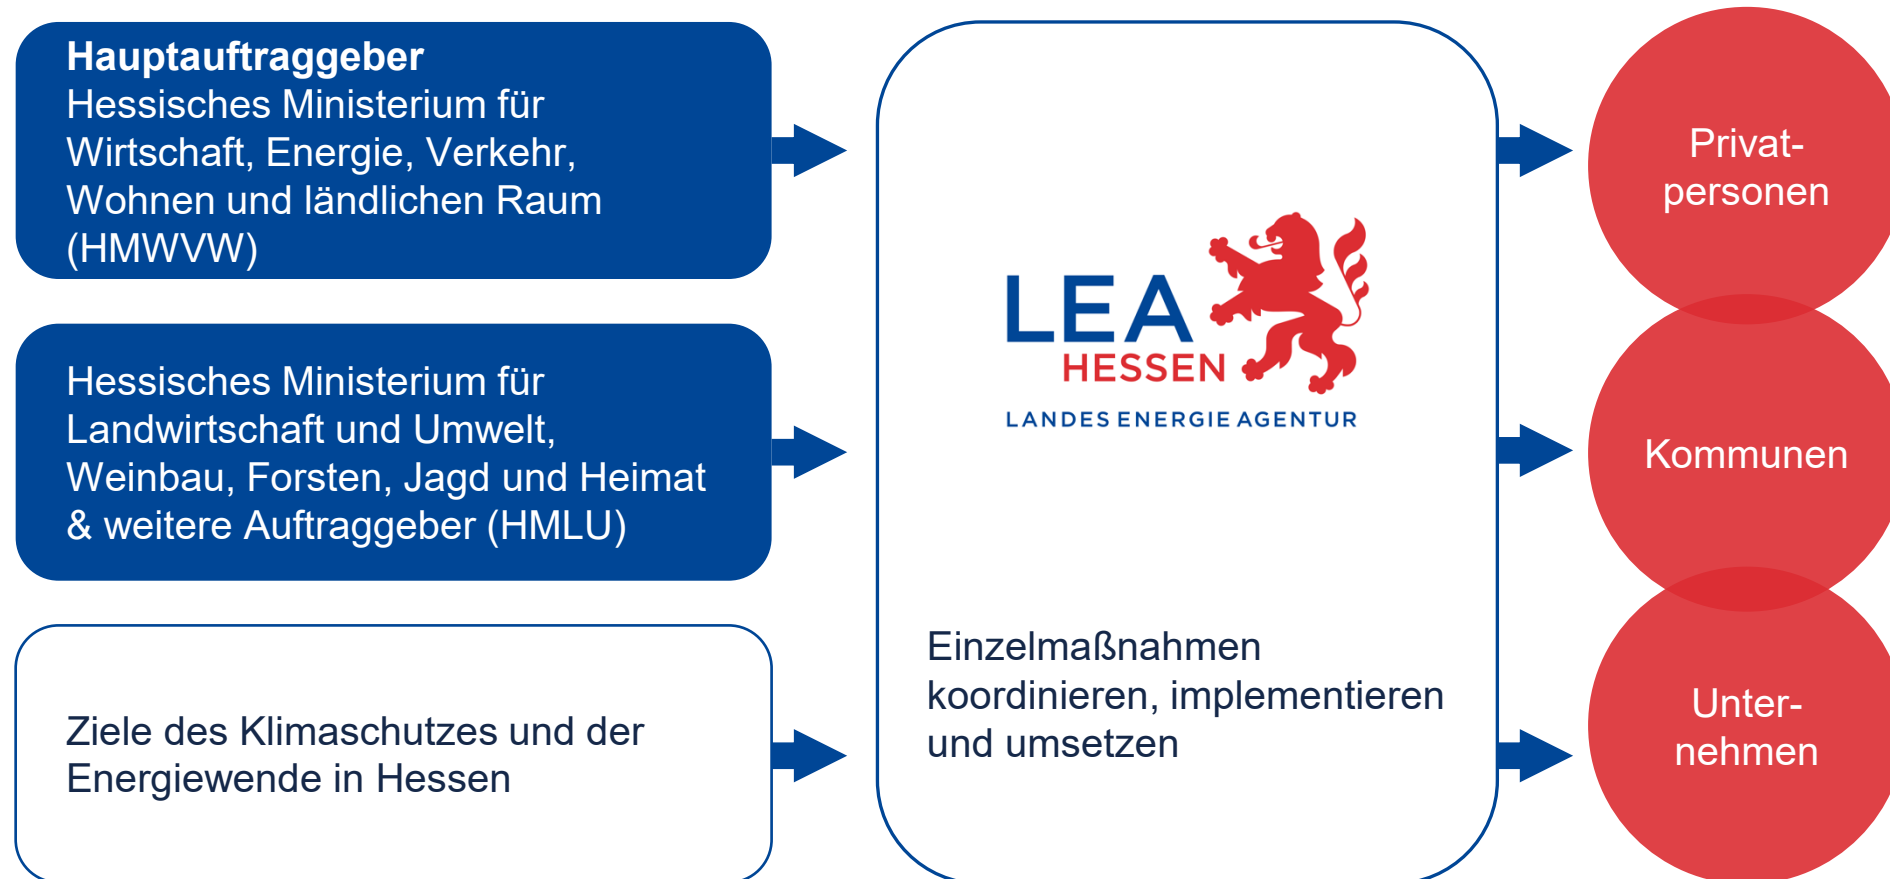 Hauptauftraggeber
Hessisches Ministerium für
Wirtschaft, Energie, Verkehr,
Wohnen und ländlichen Raum
(HMWVW)
Hessisches Ministerium für
Landwirtschaft und Umwelt,
Weinbau, Forsten, Jagd und Heimat
& weitere Auftraggeber (HMLU)
Ziele des Klimaschutzes und der
Energiewende in Hessen
LEA
HESSEN
LANDES ENERGIE AGENTUR
Einzelmaßnahmen
koordinieren, implementieren
und umsetzen
Privat-
personen
Kommunen
Unter-
nehmen